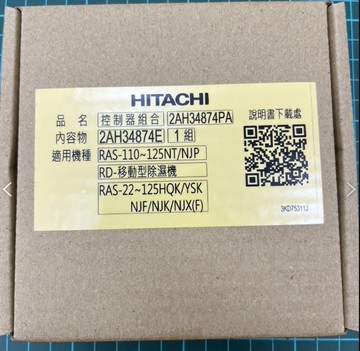 HITACHI
品名 控制器組合 2AH34874PA
內容物 2AH34874E 1組
適用機種 RAS-110~125NT/NJP
RD-移動型除濕機
RAS-22~125HQK/YSK
NJF/NJK/NJX(F)
說明書下載處
3KD75311J